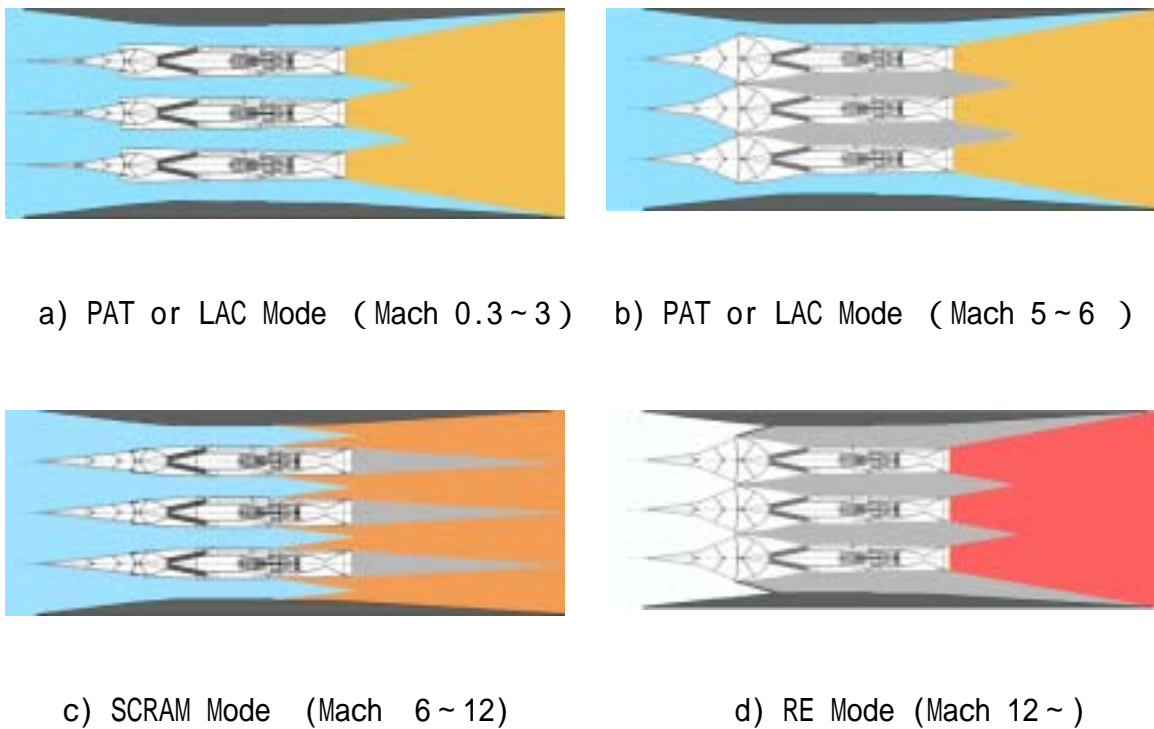 a) PAT or LAC Mode (Mach 0.3~3)
b) PAT or LAC Mode (Mach 5~6 )
c) SCRAM Mode (Mach 6~12)
d) RE Mode (Mach 12~)